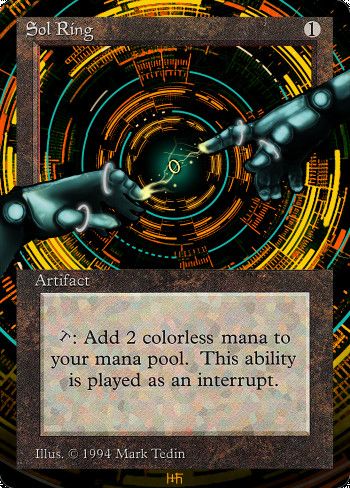 Sol Ring 1
Artifact
: Add 2 colorless mana to
your mana pool. This ability
is played as an interrupt.
Illus. © 1994 Mark Tedin